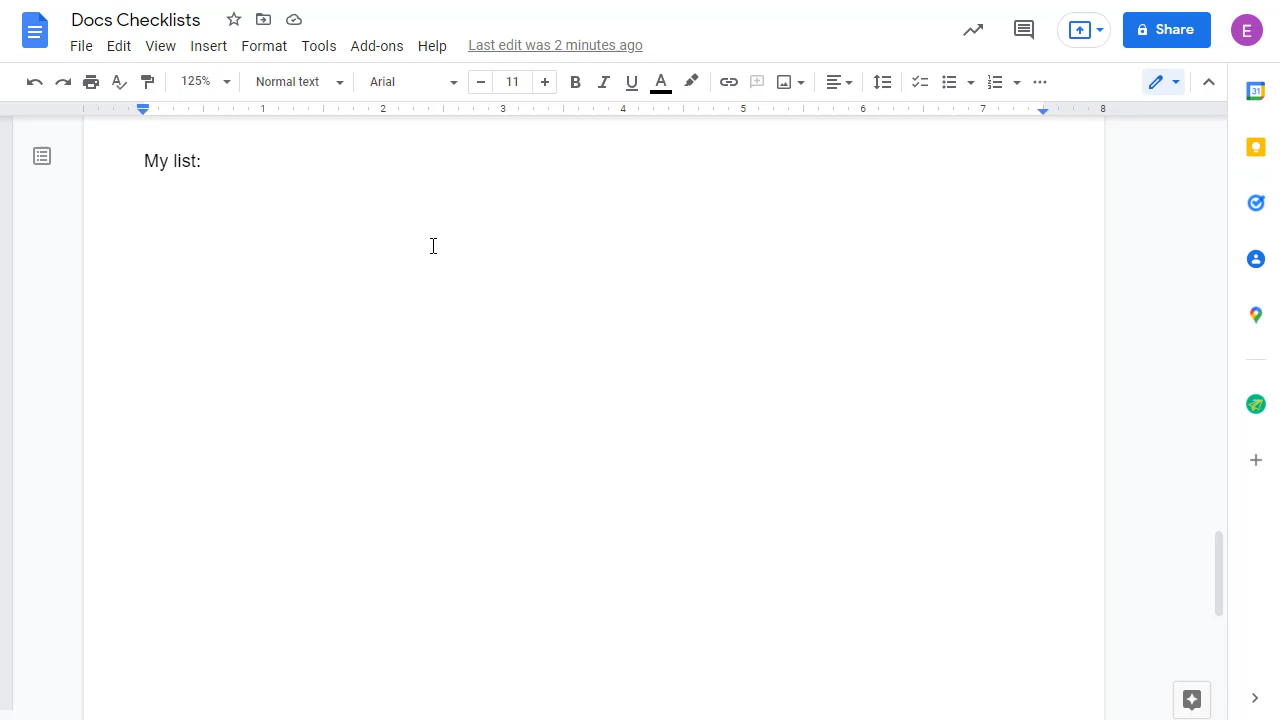 Docs Checklists
E
Share
File Edit View Insert Format Tools Add-ons Help Last edit was 2 minutes ago
125% Normal text Arial 11 B I U A
31
1 2 3 4 5 6 7 8
My list: